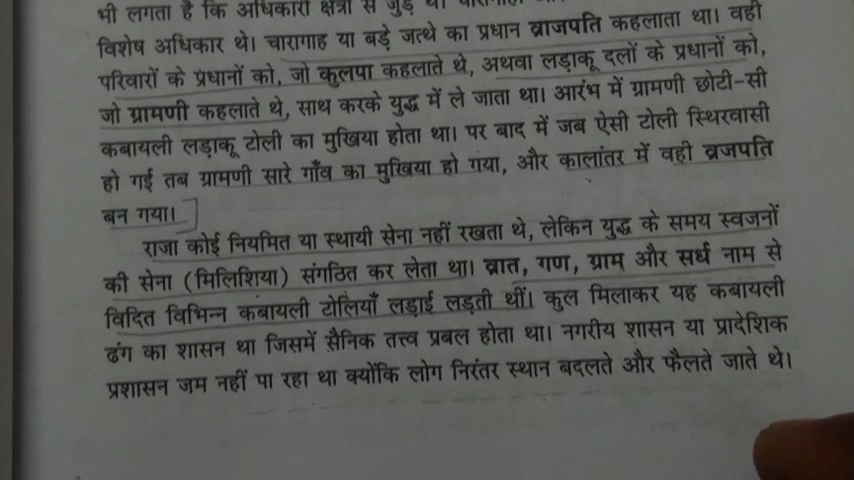 भी लगता है कि अधिकारी क्षेत्रों से जुड़े थे।
विशेष अधिकार थे। चारागाह या बड़े जत्थे का प्रधान व्राजपति कहलाता था। वही
परिवारों के प्रधानों को, जो कुलपा कहलाते थे, अथवा लड़ाकू दलों के प्रधानों को,
जो ग्रामणी कहलाते थे, साथ करके युद्ध में ले जाता था। आरंभ में ग्रामणी छोटी-सी
कबायली लड़ाकू टोली का मुखिया होता था। पर बाद में जब ऐसी टोली स्थिरवासी
हो गई तब ग्रामणी सारे गाँव का मुखिया हो गया, और कालांतर में वही व्रजपति
बन गया।
राजा कोई नियमित या स्थायी सेना नहीं रखता थे, लेकिन युद्ध के समय स्वजनों
की सेना (मिलिशिया) संगठित कर लेता था। व्रात, गण, ग्राम और सर्ध नाम से
विदित विभिन्न कबायली टोलियाँ लड़ाई लड़ती थीं। कुल मिलाकर यह कबायली
ढंग का शासन था जिसमें सैनिक तत्त्व प्रबल होता था। नगरीय शासन या प्रादेशिक
प्रशासन जम नहीं पा रहा था क्योंकि लोग निरंतर स्थान बदलते और फैलते जाते थे।